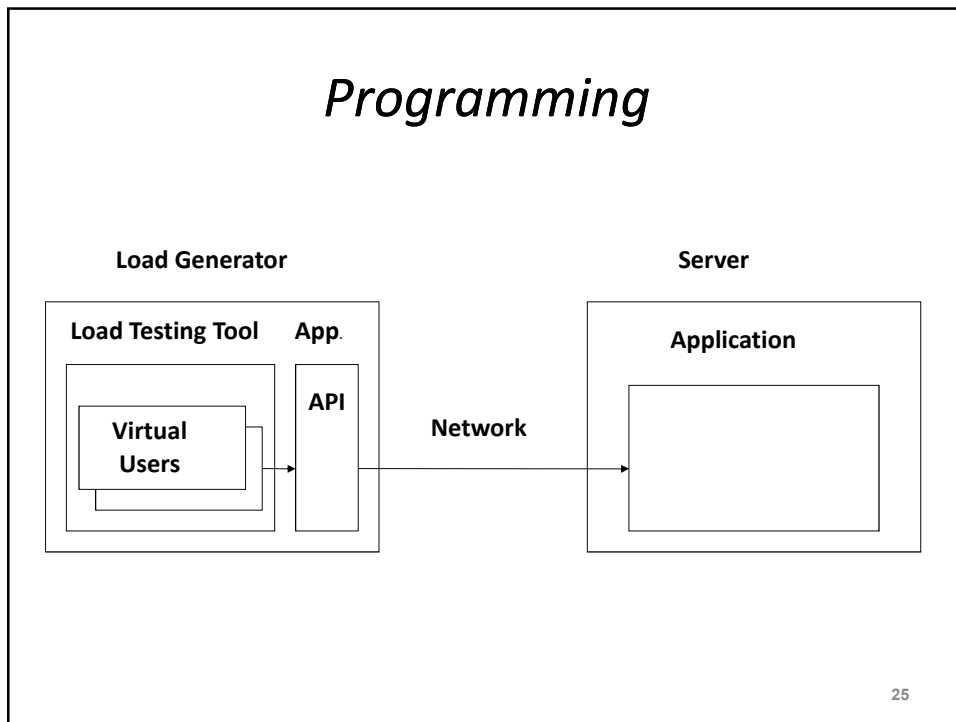 Programming
Load Generator
Server
Load Testing Tool
App.
Application
API
Virtual
Users
Network
25